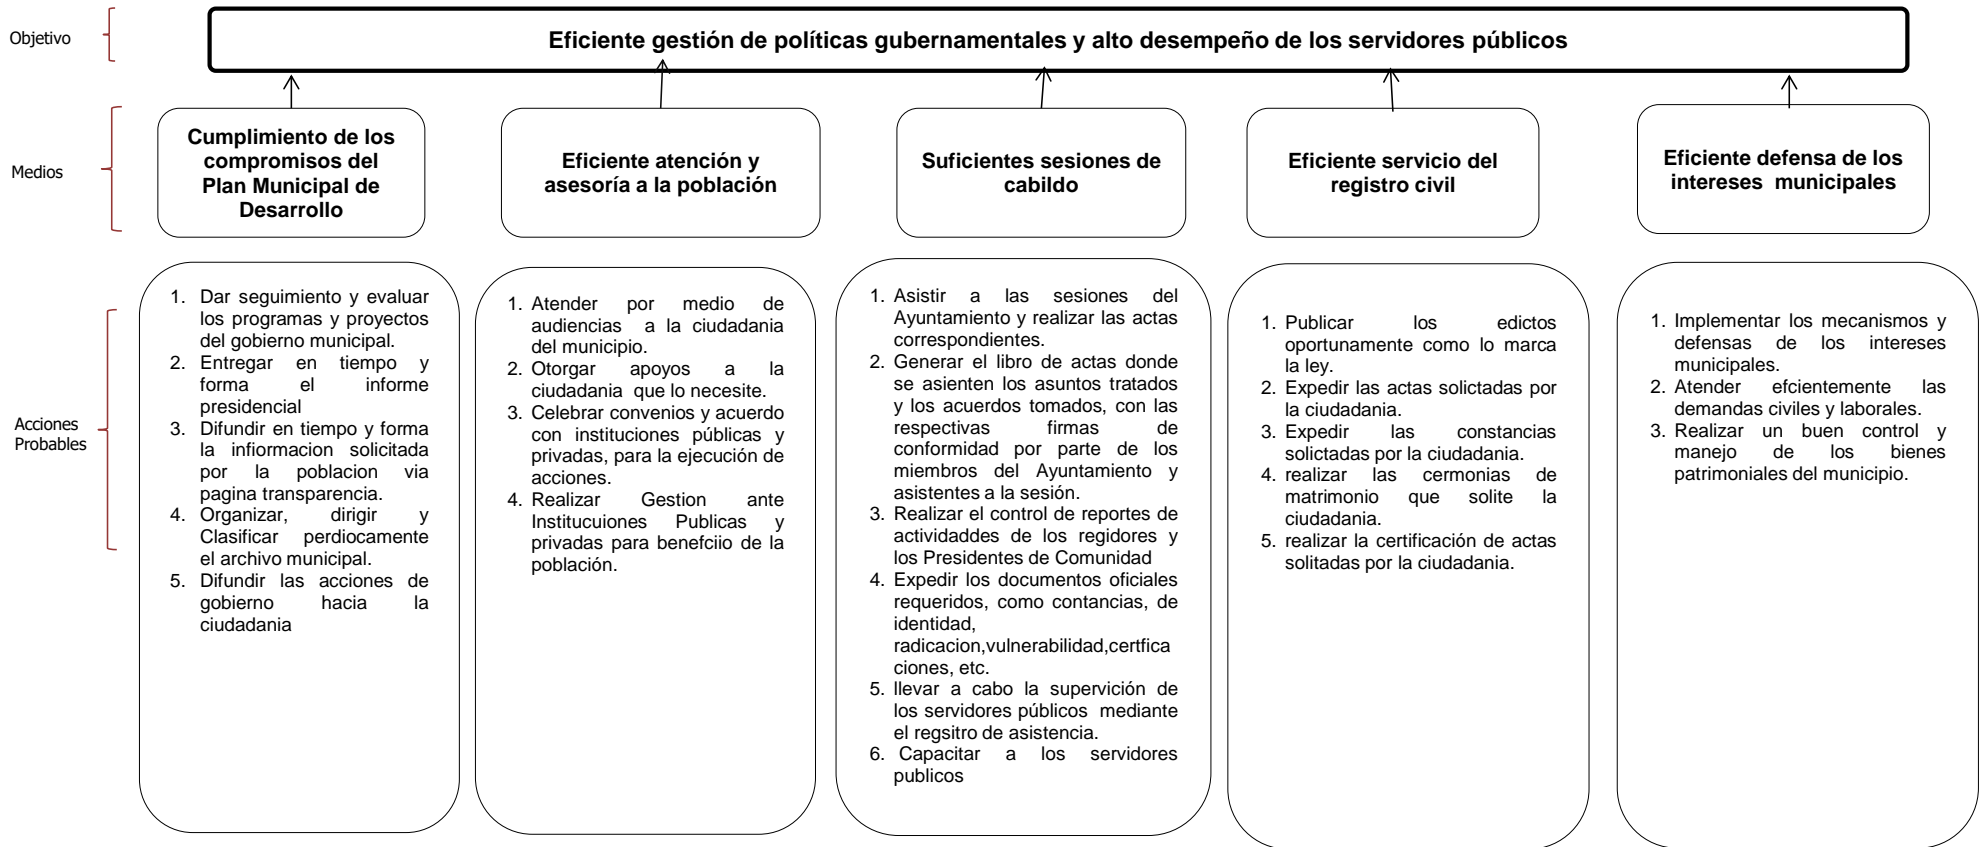 Objetivo
Eficiente gestión de políticas gubernamentales y alto desempeño de los servidores públicos
Medios
Cumplimiento de los
compromisos del
Plan Municipal de
Desarrollo
Eficiente atención y
asesoría a la población
Suficientes sesiones de
cabildo
Eficiente servicio del
registro civil
Eficiente defensa de los
intereses municipales
Acciones
Probables
1. Dar seguimiento y evaluar
los programas y proyectos
del gobierno municipal.
2. Entregar en tiempo y
forma el informe
presidencial
3. Difundir en tiempo y forma
la infiormacion solicitada
por la poblacion via
pagina transparencia.
4. Organizar, dirigir y
Clasificar perdiocamente
el archivo municipal.
5. Difundir las acciones de
gobierno hacia la
ciudadania
1. Atender por medio de
audiencias a la ciudadania
del municipio.
2. Otorgar apoyos a la
ciudadania que lo necesite.
3. Celebrar convenios y acuerdo
con instituciones públicas y
privadas, para la ejecución de
acciones.
4. Realizar Gestion ante
Institucuiones Publicas y
privadas para benefciio de la
población.
1. Asistir a las sesiones del
Ayuntamiento y realizar las actas
correspondientes.
2. Generar el libro de actas donde
se asienten los asuntos tratados
y los acuerdos tomados, con las
respectivas firmas de
conformidad por parte de los
miembros del Ayuntamiento y
asistentes a la sesión.
3. Realizar el control de reportes de
actividaddes de los regidores y
los Presidentes de Comunidad
4. Expedir los documentos oficiales
requeridos, como contancias, de
identidad,
radicacion,vulnerabilidad,certfica
ciones, etc.
5. llevar a cabo la supervición de
los servidores públicos mediante
el regsitro de asistencia.
6. Capacitar a los servidores
publicos
1. Publicar los edictos
oportunamente como lo marca
la ley.
2. Expedir las actas solictadas por
la ciudadania.
3. Expedir las constancias
solictadas por la ciudadania.
4. realizar las cermonias de
matrimonio que solite la
ciudadania.
5. realizar la certificación de actas
solitadas por la ciudadania.
1. Implementar los mecanismos y
defensas de los intereses
municipales.
2. Atender efcientemente las
demandas civiles y laborales.
3. Realizar un buen control y
manejo de los bienes
patrimoniales del municipio.